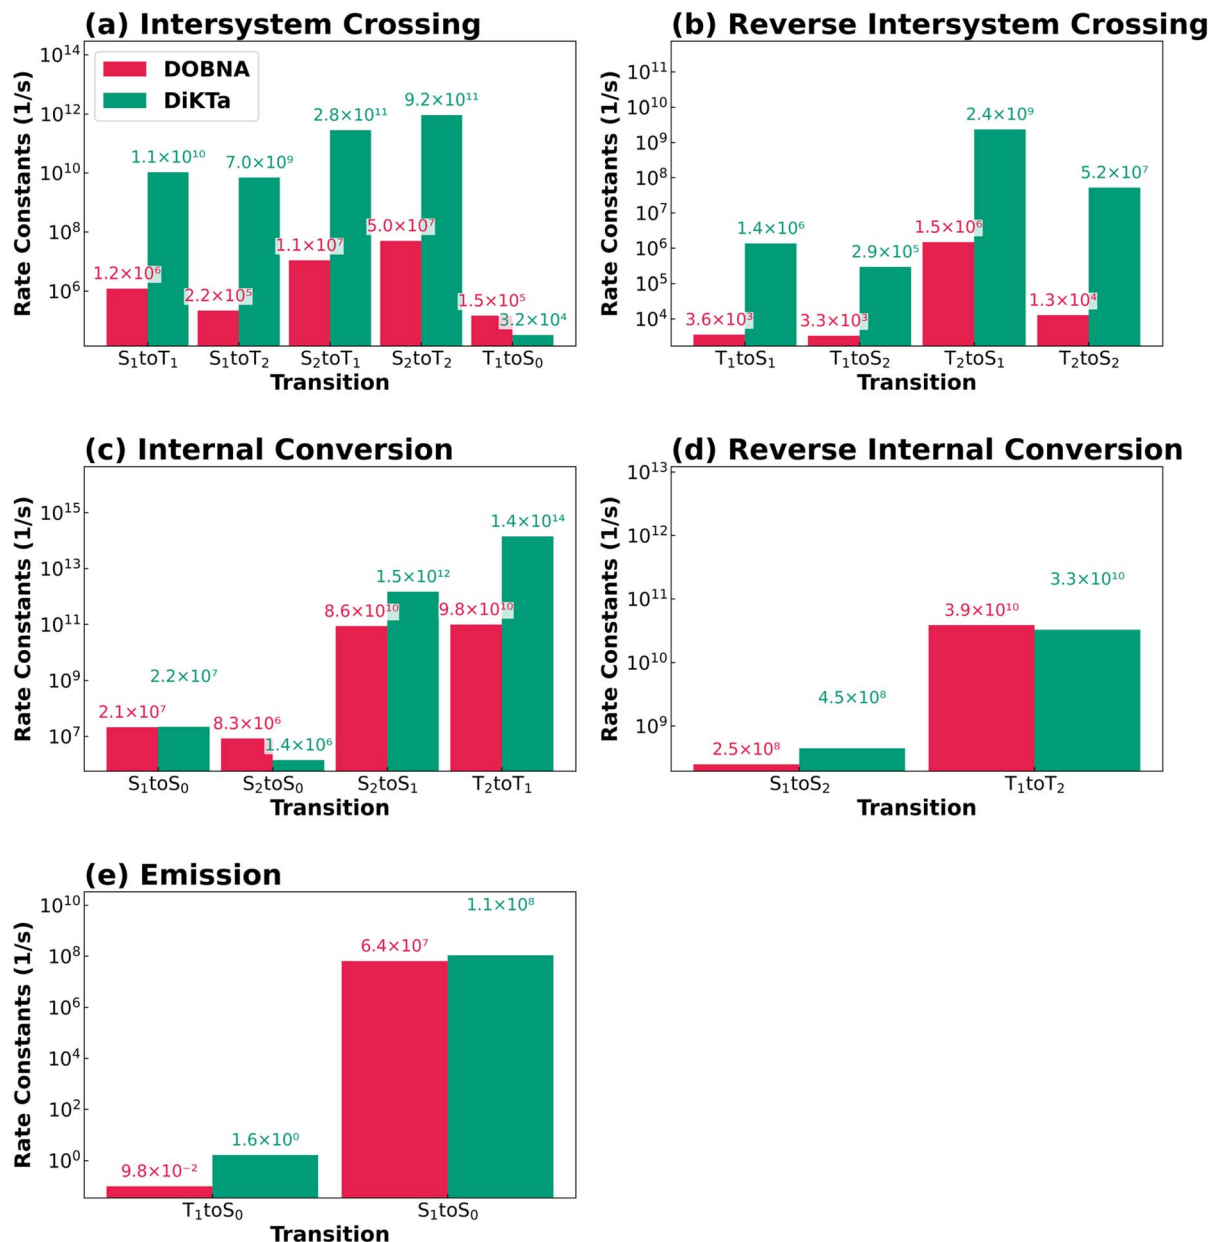 (a) Intersystem Crossing
Rate Constants (1/s)
10¹⁴
10¹²
10¹⁰
10⁸
10⁶
DOBNA
DiKTa
1.2×10⁶
1.1×10¹⁰
2.2×10⁵
7.0×10⁹
1.1×10⁷
2.8×10¹¹
5.0×10⁷
9.2×10¹¹
1.5×10⁵
3.2×10⁴
S₁toT₁ S₁toT₂ S₂toT₁ S₂toT₂ T₁toS₀
Transition
(b) Reverse Intersystem Crossing
Rate Constants (1/s)
10¹¹
10¹⁰
10⁹
10⁸
10⁷
10⁶
10⁵
10⁴
3.6×10³
1.4×10⁶
3.3×10³
2.9×10⁵
1.5×10⁶
2.4×10⁹
1.3×10⁴
5.2×10⁷
T₁toS₁ T₁toS₂ T₂toS₁ T₂toS₂
Transition
(c) Internal Conversion
Rate Constants (1/s)
10¹⁵
10¹³
10¹¹
10⁹
10⁷
2.1×10⁷
2.2×10⁷
8.3×10⁶
1.4×10⁶
8.6×10¹⁰
1.5×10¹²
9.8×10¹⁰
1.4×10¹⁴
S₁toS₀ S₂toS₀ S₂toS₁ T₂toT₁
Transition
(d) Reverse Internal Conversion
Rate Constants (1/s)
10¹³
10¹²
10¹¹
10¹⁰
10⁹
2.5×10⁸
4.5×10⁸
3.9×10¹⁰
3.3×10¹⁰
S₁toS₂ T₁toT₂
Transition
(e) Emission
Rate Constants (1/s)
10¹⁰
10⁸
10⁶
10⁴
10²
10⁰
9.8×10⁻²
1.6×10⁰
6.4×10⁷
1.1×10⁸
T₁toS₀ S₁toS₀
Transition